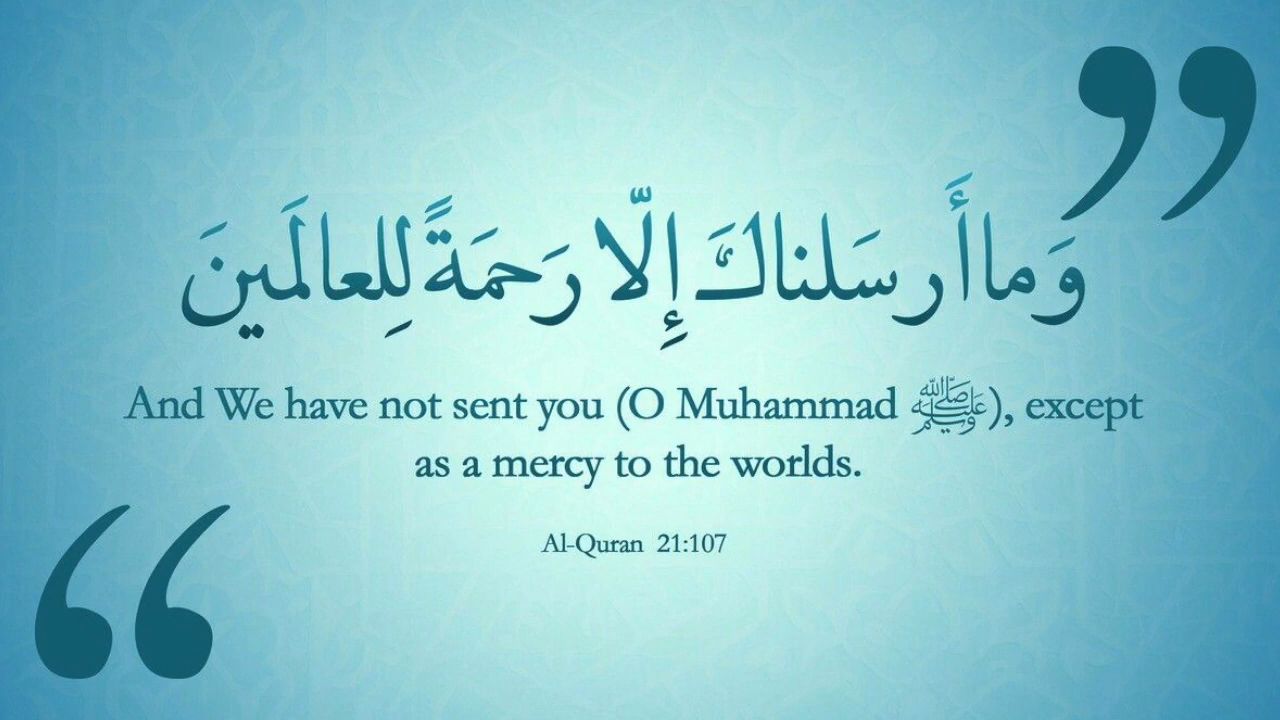 وَما أَرسَلناكَ إِلّا رَحمَةً لِلعالَمينَ
And We have not sent you (O Muhammad ﷺ), except
as a mercy to the worlds.
Al-Quran 21:107